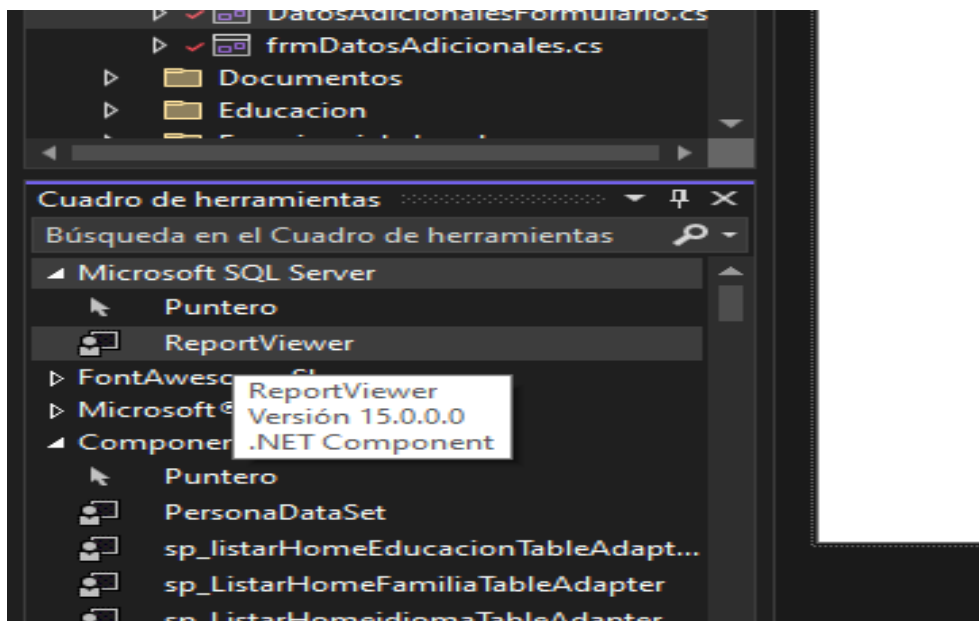 DatosAdicionalesFormulario.cs
frmDatosAdicionales.cs
Documentos
Educacion
Cuadro de herramientas
Búsqueda en el Cuadro de herramientas
Microsoft SQL Server
Puntero
ReportViewer
ReportViewer
Versión 15.0.0.0
.NET Component
Puntero
PersonaDataSet
sp_listarHomeEducacionTableAdapt...
sp_ListarHomeFamiliaTableAdapter
sp_ListarHomeidiomaTableAdapter